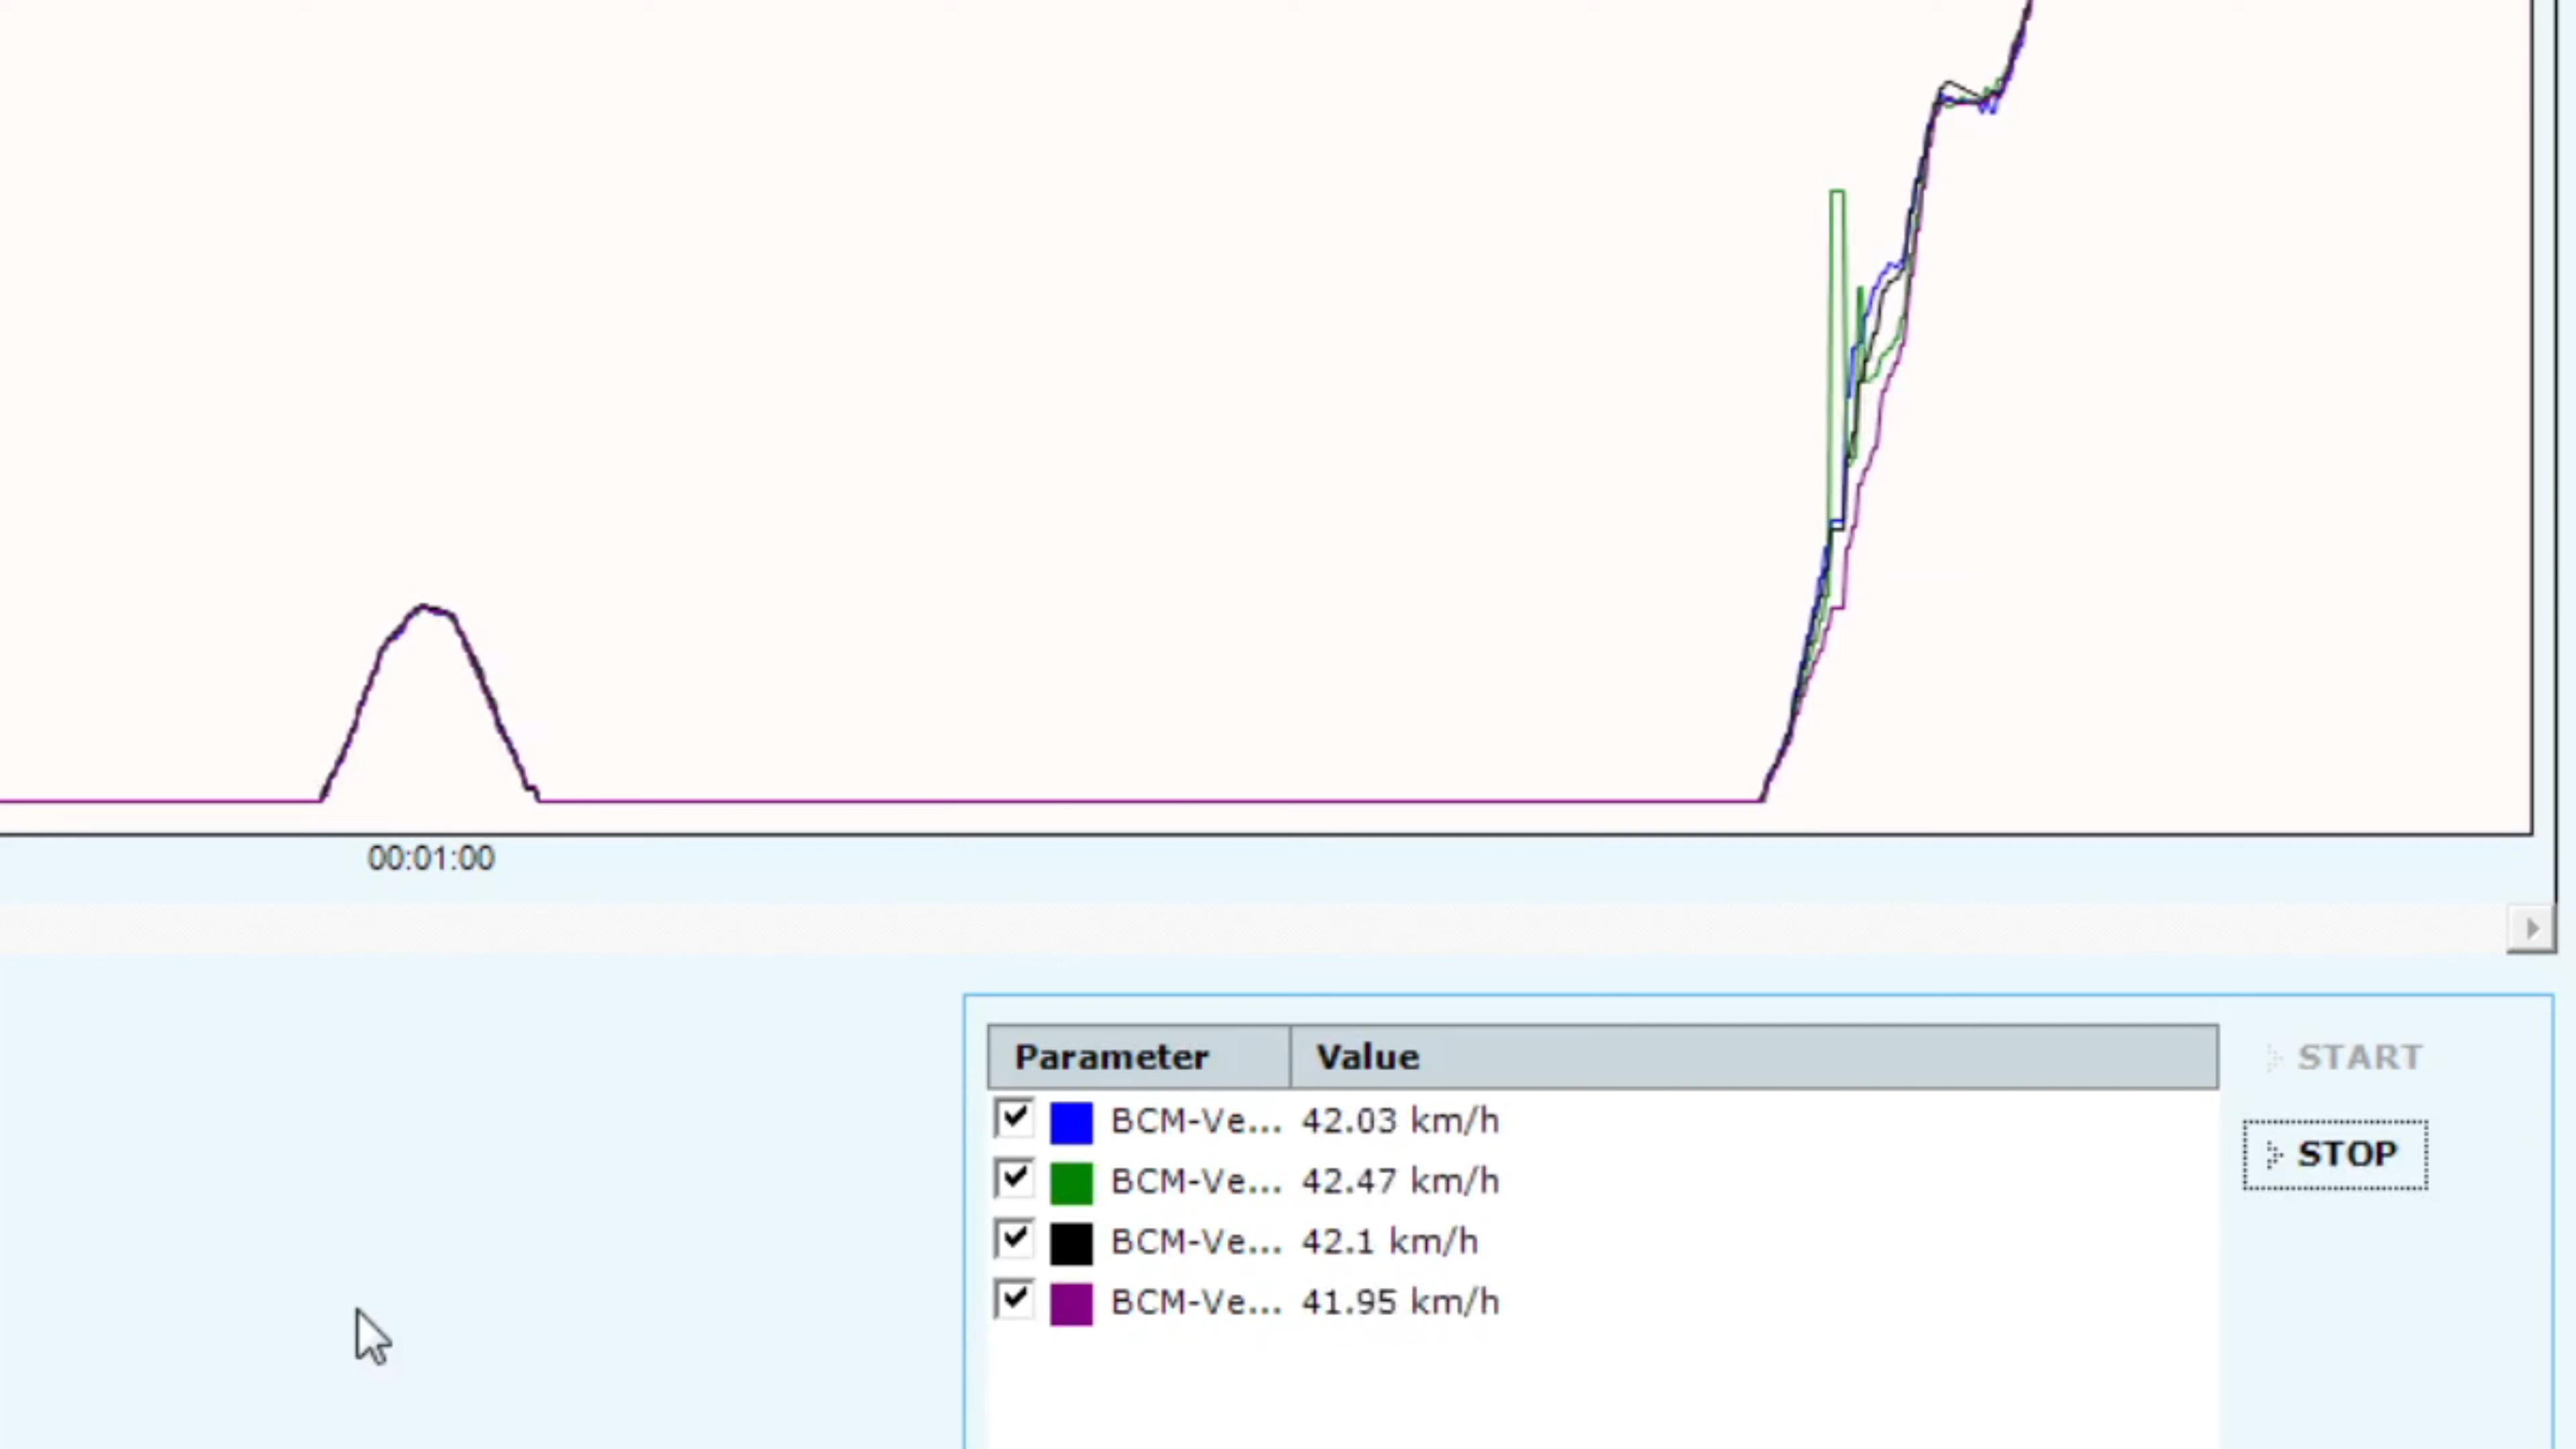 00:01:00
Parameter Value
START
BCM-Ve... 42.03 km/h
STOP
BCM-Ve... 42.47 km/h
BCM-Ve... 42.1 km/h
BCM-Ve... 41.95 km/h